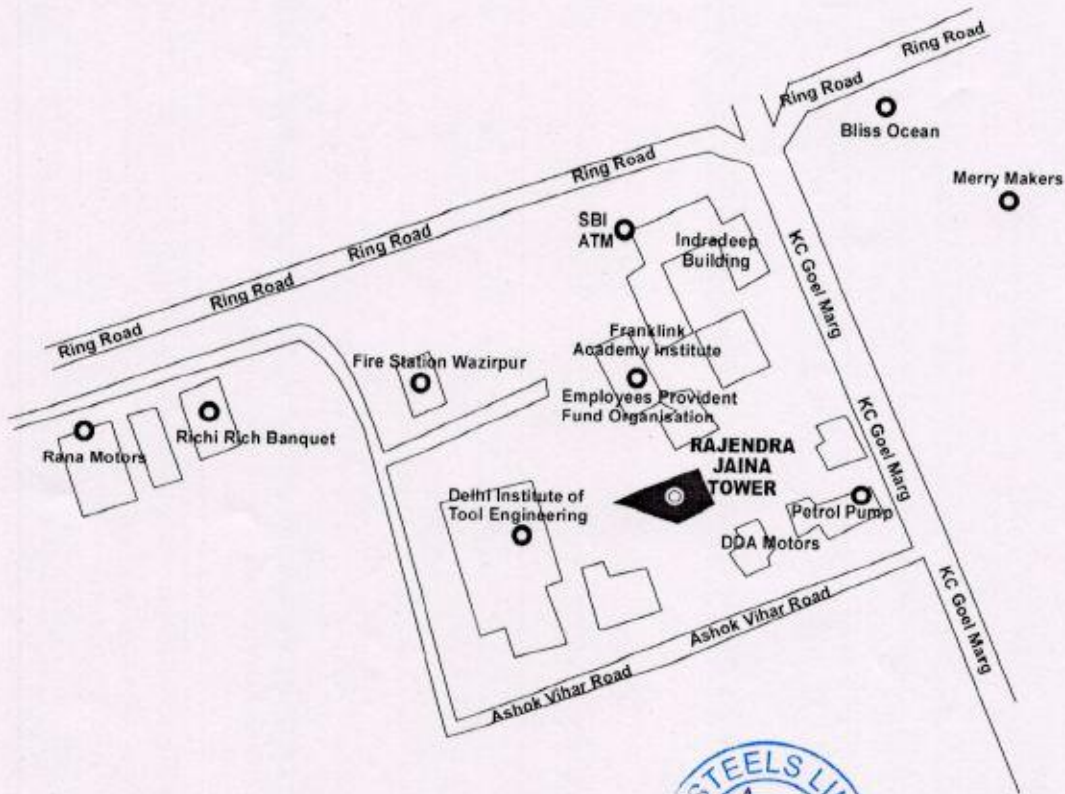 Ring Road
Ring Road
Ring Road
Ring Road
Ring Road
Ring Road
Ring Road
Bliss Ocean
Merry Makers
SBI
ATM
Indradeep
Building
KC Goel Marg
Franklink
Academy Institute
Fire Station Wazirpur
Employees Provident
Fund Organisation
Richi Rich Banquet
Rana Motors
KC Goel Marg
RAJENDRA
JAINA
TOWER
Delhi Institute of
Tool Engineering
Petrol Pump
DDA Motors
KC Goel Marg
Ashok Vihar Road
Ashok Vihar Road
STEELS